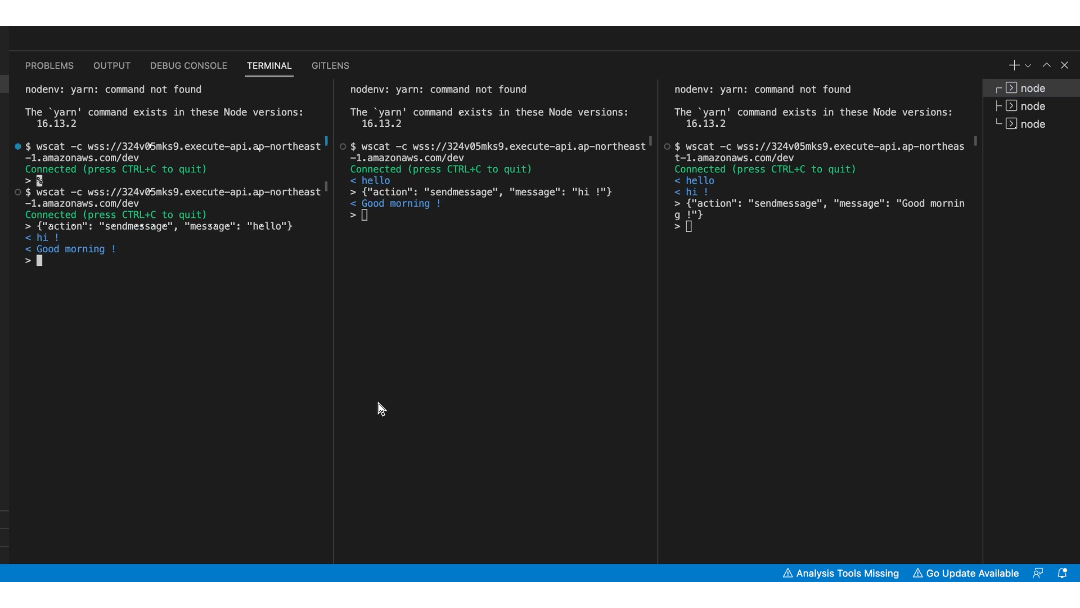 PROBLEMS OUTPUT DEBUG CONSOLE TERMINAL GITLENS
nodenv: yarn: command not found
The `yarn' command exists in these Node versions:
16.13.2
$ wscat -c wss://324v05mks9.execute-api.ap-northeast
-1.amazonaws.com/dev
Connected (press CTRL+C to quit)
> %
$ wscat -c wss://324v05mks9.execute-api.ap-northeast
-1.amazonaws.com/dev
Connected (press CTRL+C to quit)
> {"action": "sendmessage", "message": "hello"}
< hi !
< Good morning !
>
nodenv: yarn: command not found
The `yarn' command exists in these Node versions:
16.13.2
$ wscat -c wss://324v05mks9.execute-api.ap-northeast
-1.amazonaws.com/dev
Connected (press CTRL+C to quit)
< hello
> {"action": "sendmessage", "message": "hi !"}
< Good morning !
>
nodenv: yarn: command not found
The `yarn' command exists in these Node versions:
16.13.2
$ wscat -c wss://324v05mks9.execute-api.ap-northeas
t-1.amazonaws.com/dev
Connected (press CTRL+C to quit)
< hello
< hi !
> {"action": "sendmessage", "message": "Good mornin
g !"}
>
node
node
node
Analysis Tools Missing Go Update Available